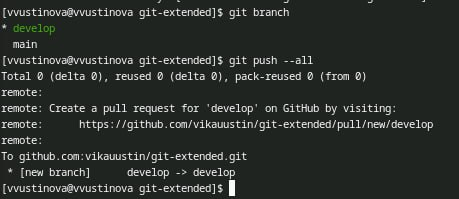 [vvustinova@vvustinova git-extended]$ git branch
* develop
  main
[vvustinova@vvustinova git-extended]$ git push --all
Total 0 (delta 0), reused 0 (delta 0), pack-reused 0 (from 0)
remote:
remote: Create a pull request for 'develop' on GitHub by visiting:
remote:      https://github.com/vikauustin/git-extended/pull/new/develop
remote:
To github.com:vikauustin/git-extended.git
 * [new branch]      develop -> develop
[vvustinova@vvustinova git-extended]$